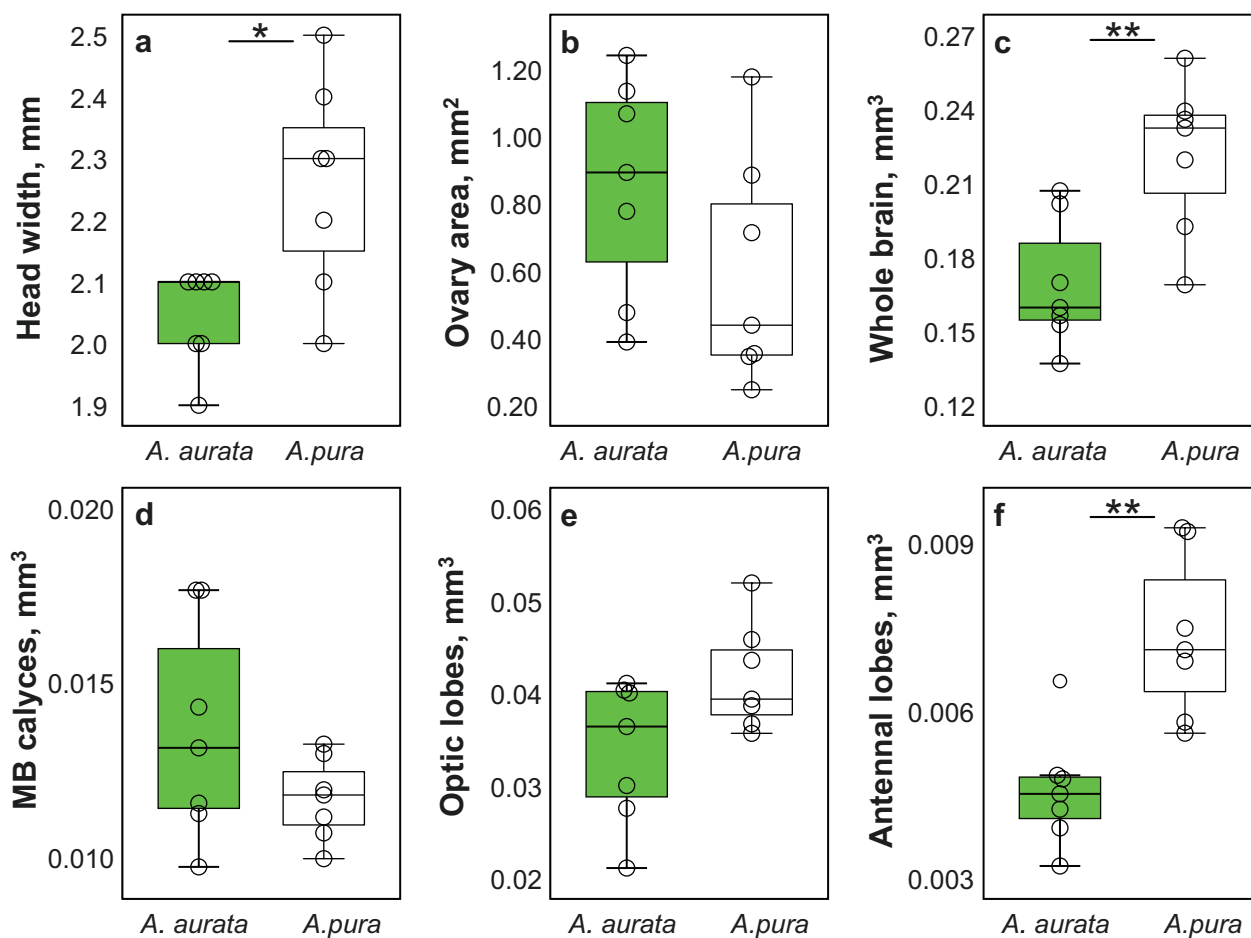 a
*
Head width, mm
2.5
2.4
2.3
2.2
2.1
2.0
1.9
A. aurata
A.pura
b
Ovary area, mm²
1.20
1.00
0.80
0.60
0.40
0.20
c
**
Whole brain, mm³
0.27
0.24
0.21
0.18
0.15
0.12
A. aurata
A.pura
d
MB calyces, mm³
0.020
0.015
0.010
A. aurata
A.pura
e
Optic lobes, mm³
0.06
0.05
0.04
0.03
0.02
A. aurata
A.pura
f
**
Antennal lobes, mm³
0.009
0.006
0.003
A. aurata
A.pura